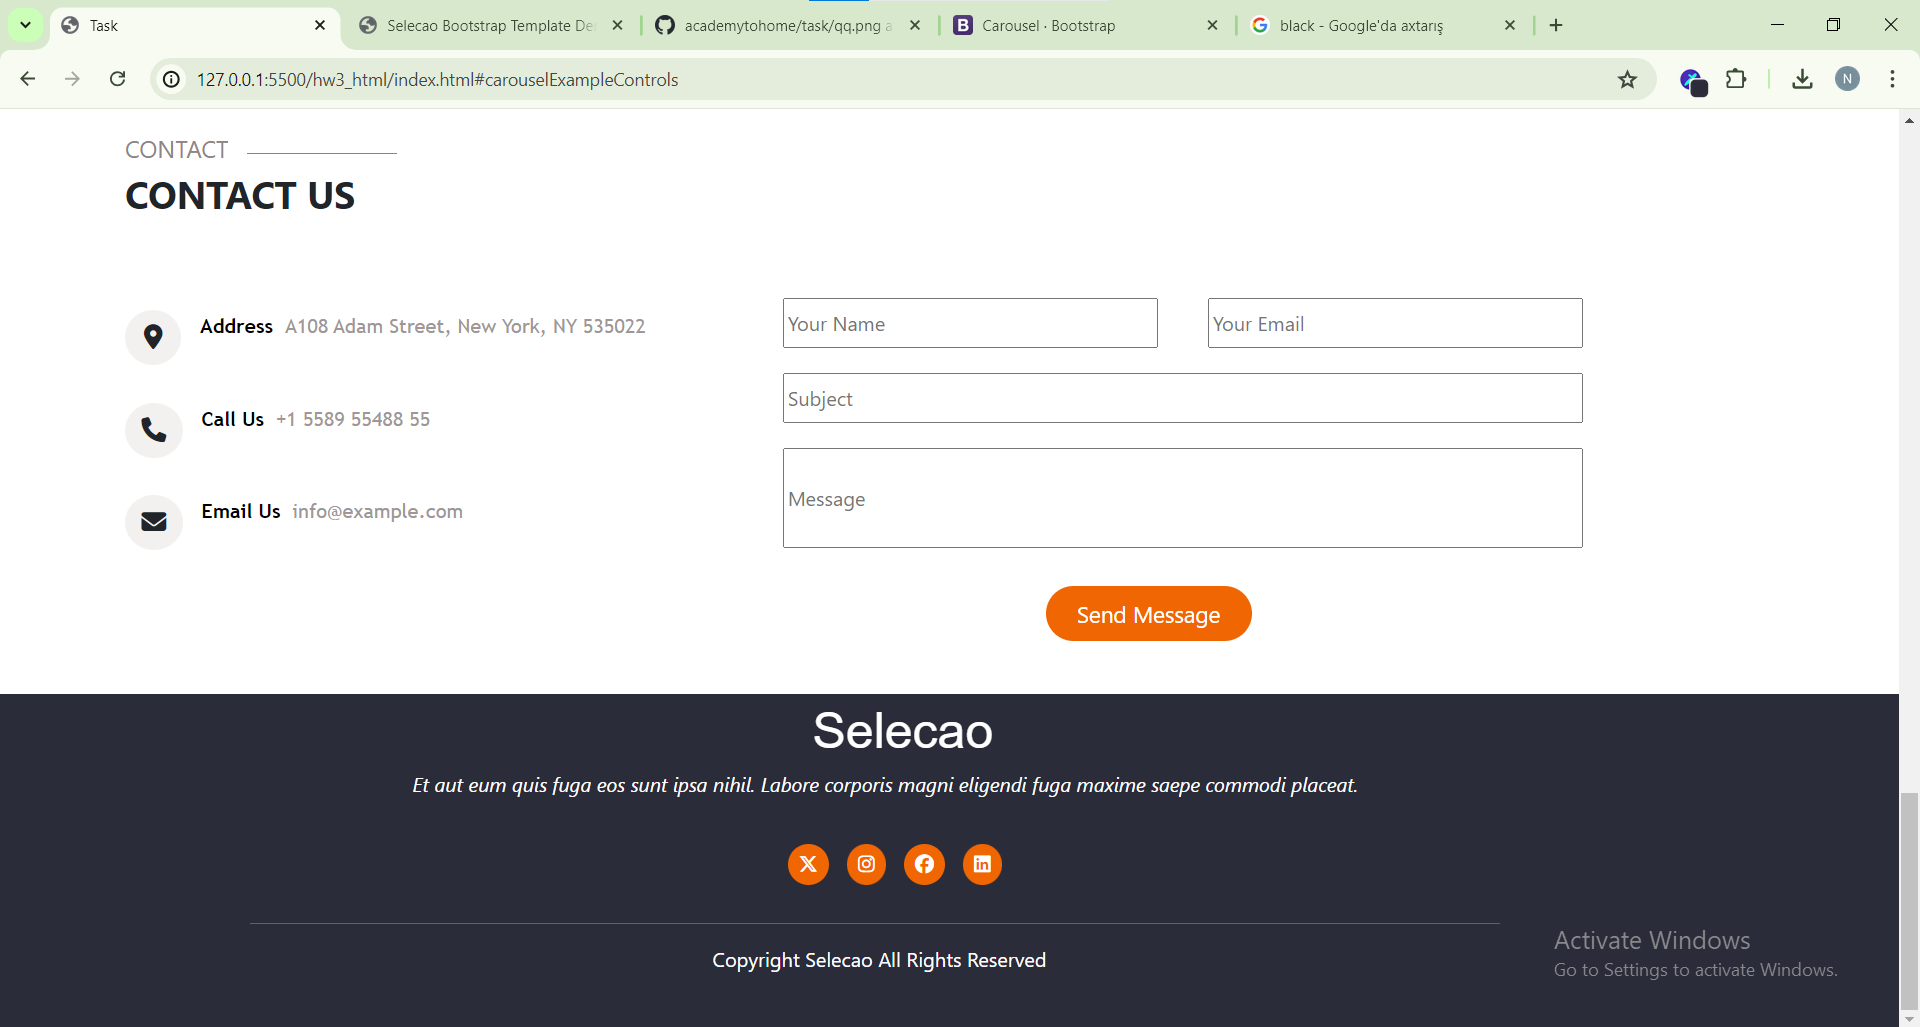 Task
Selecao Bootstrap Template De
academytohome/task/qq.png a
Carousel · Bootstrap
black - Google'da axtarış
127.0.0.1:5500/hw3_html/index.html#carouselExampleControls
N
CONTACT
CONTACT US
Address A108 Adam Street, New York, NY 535022
Call Us +1 5589 55488 55
Email Us info@example.com
Your Name
Your Email
Subject
Message
Send Message
Selecao
Et aut eum quis fuga eos sunt ipsa nihil. Labore corporis magni eligendi fuga maxime saepe commodi placeat.
Copyright Selecao All Rights Reserved
Activate Windows
Go to Settings to activate Windows.